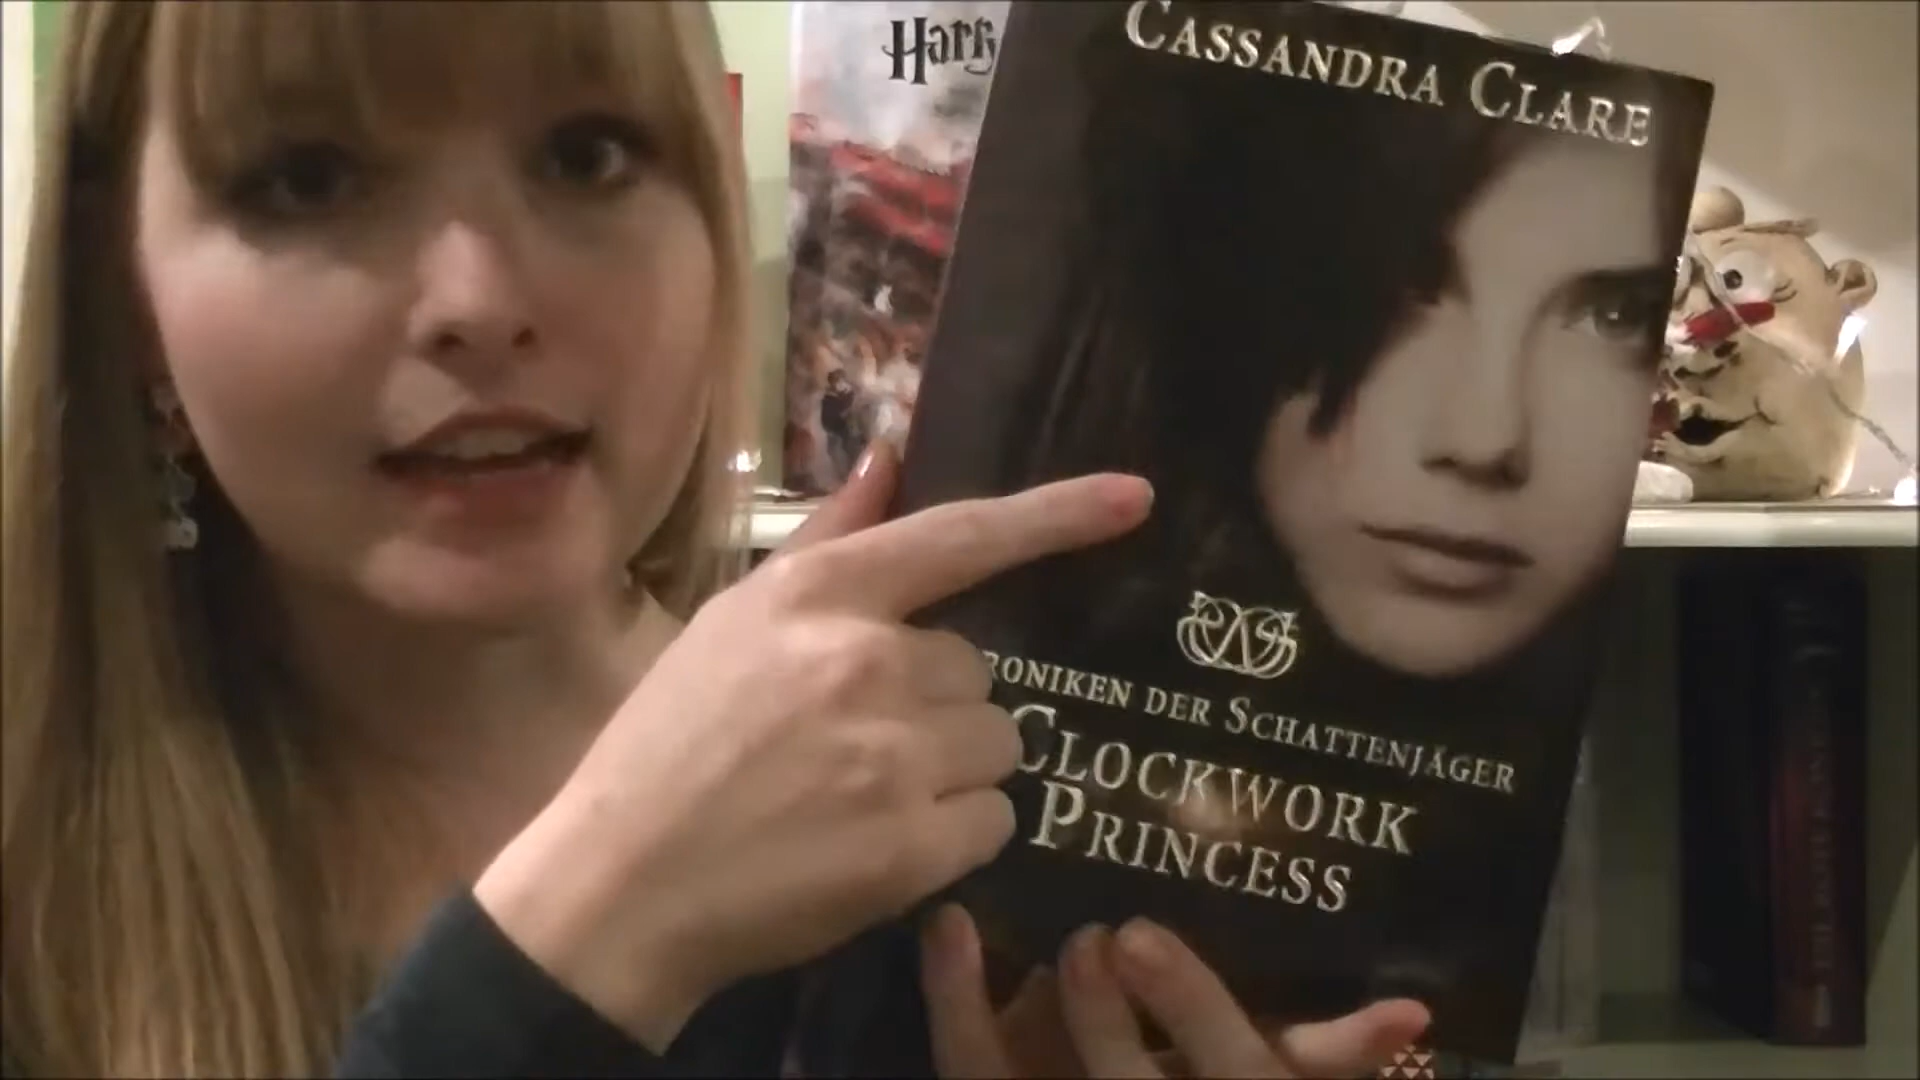 Harry
CASSANDRA CLARE
RONIKEN DER SCHATTENJÄGER
CLOCKWORK
PRINCESS